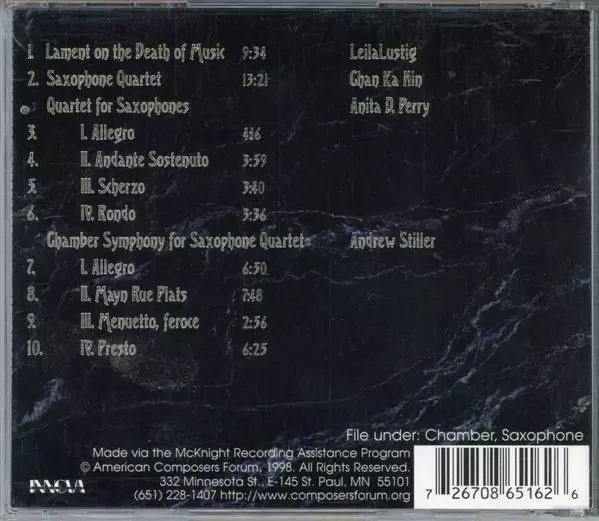 1. Lament on the Death of Music 9:34 LeilaLustig
2. Saxophone Quartet 13:21 Chan Ka Nin
Quartet for Saxophones Anita D. Perry
3. I. Allegro 4:16
4. II. Andante Sostenuto 3:59
5. III. Scherzo 3:40
6. IV. Rondo 3:36
Chamber Symphony for Saxophone Quartet Andrew Stiller
7. I. Allegro 6:50
8. II. Mayn Rue Plats 7:48
9. III. Menuetto, feroce 2:56
10. IV. Presto 6:25
File under: Chamber, Saxophone
Made via the McKnight Recording Assistance Program
© American Composers Forum, 1998. All Rights Reserved.
332 Minnesota St., E-145 St. Paul, MN 55101
(651) 228-1407 http://www.composersforum.org
INNOVA
7 26708 65162 6